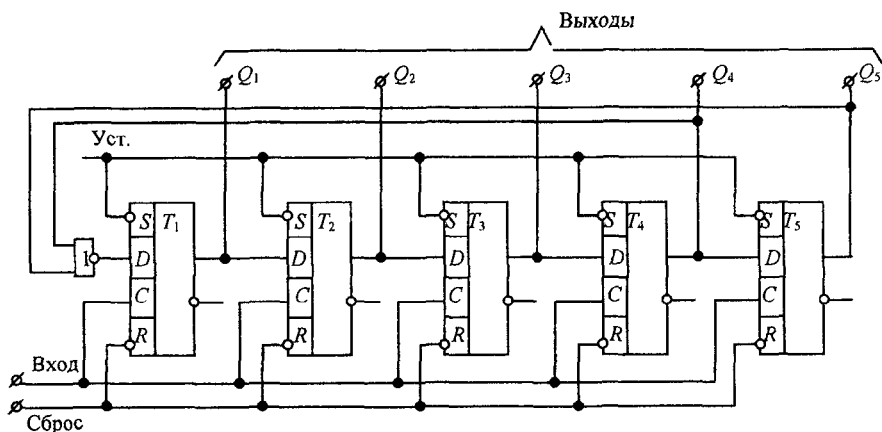 Выходы
Q1 Q2 Q3 Q4 Q5
Уст.
S T1 S T2 S T3 S T4 S T5
1 D D D D D
C C C C C
R R R R R
Вход
Сброс